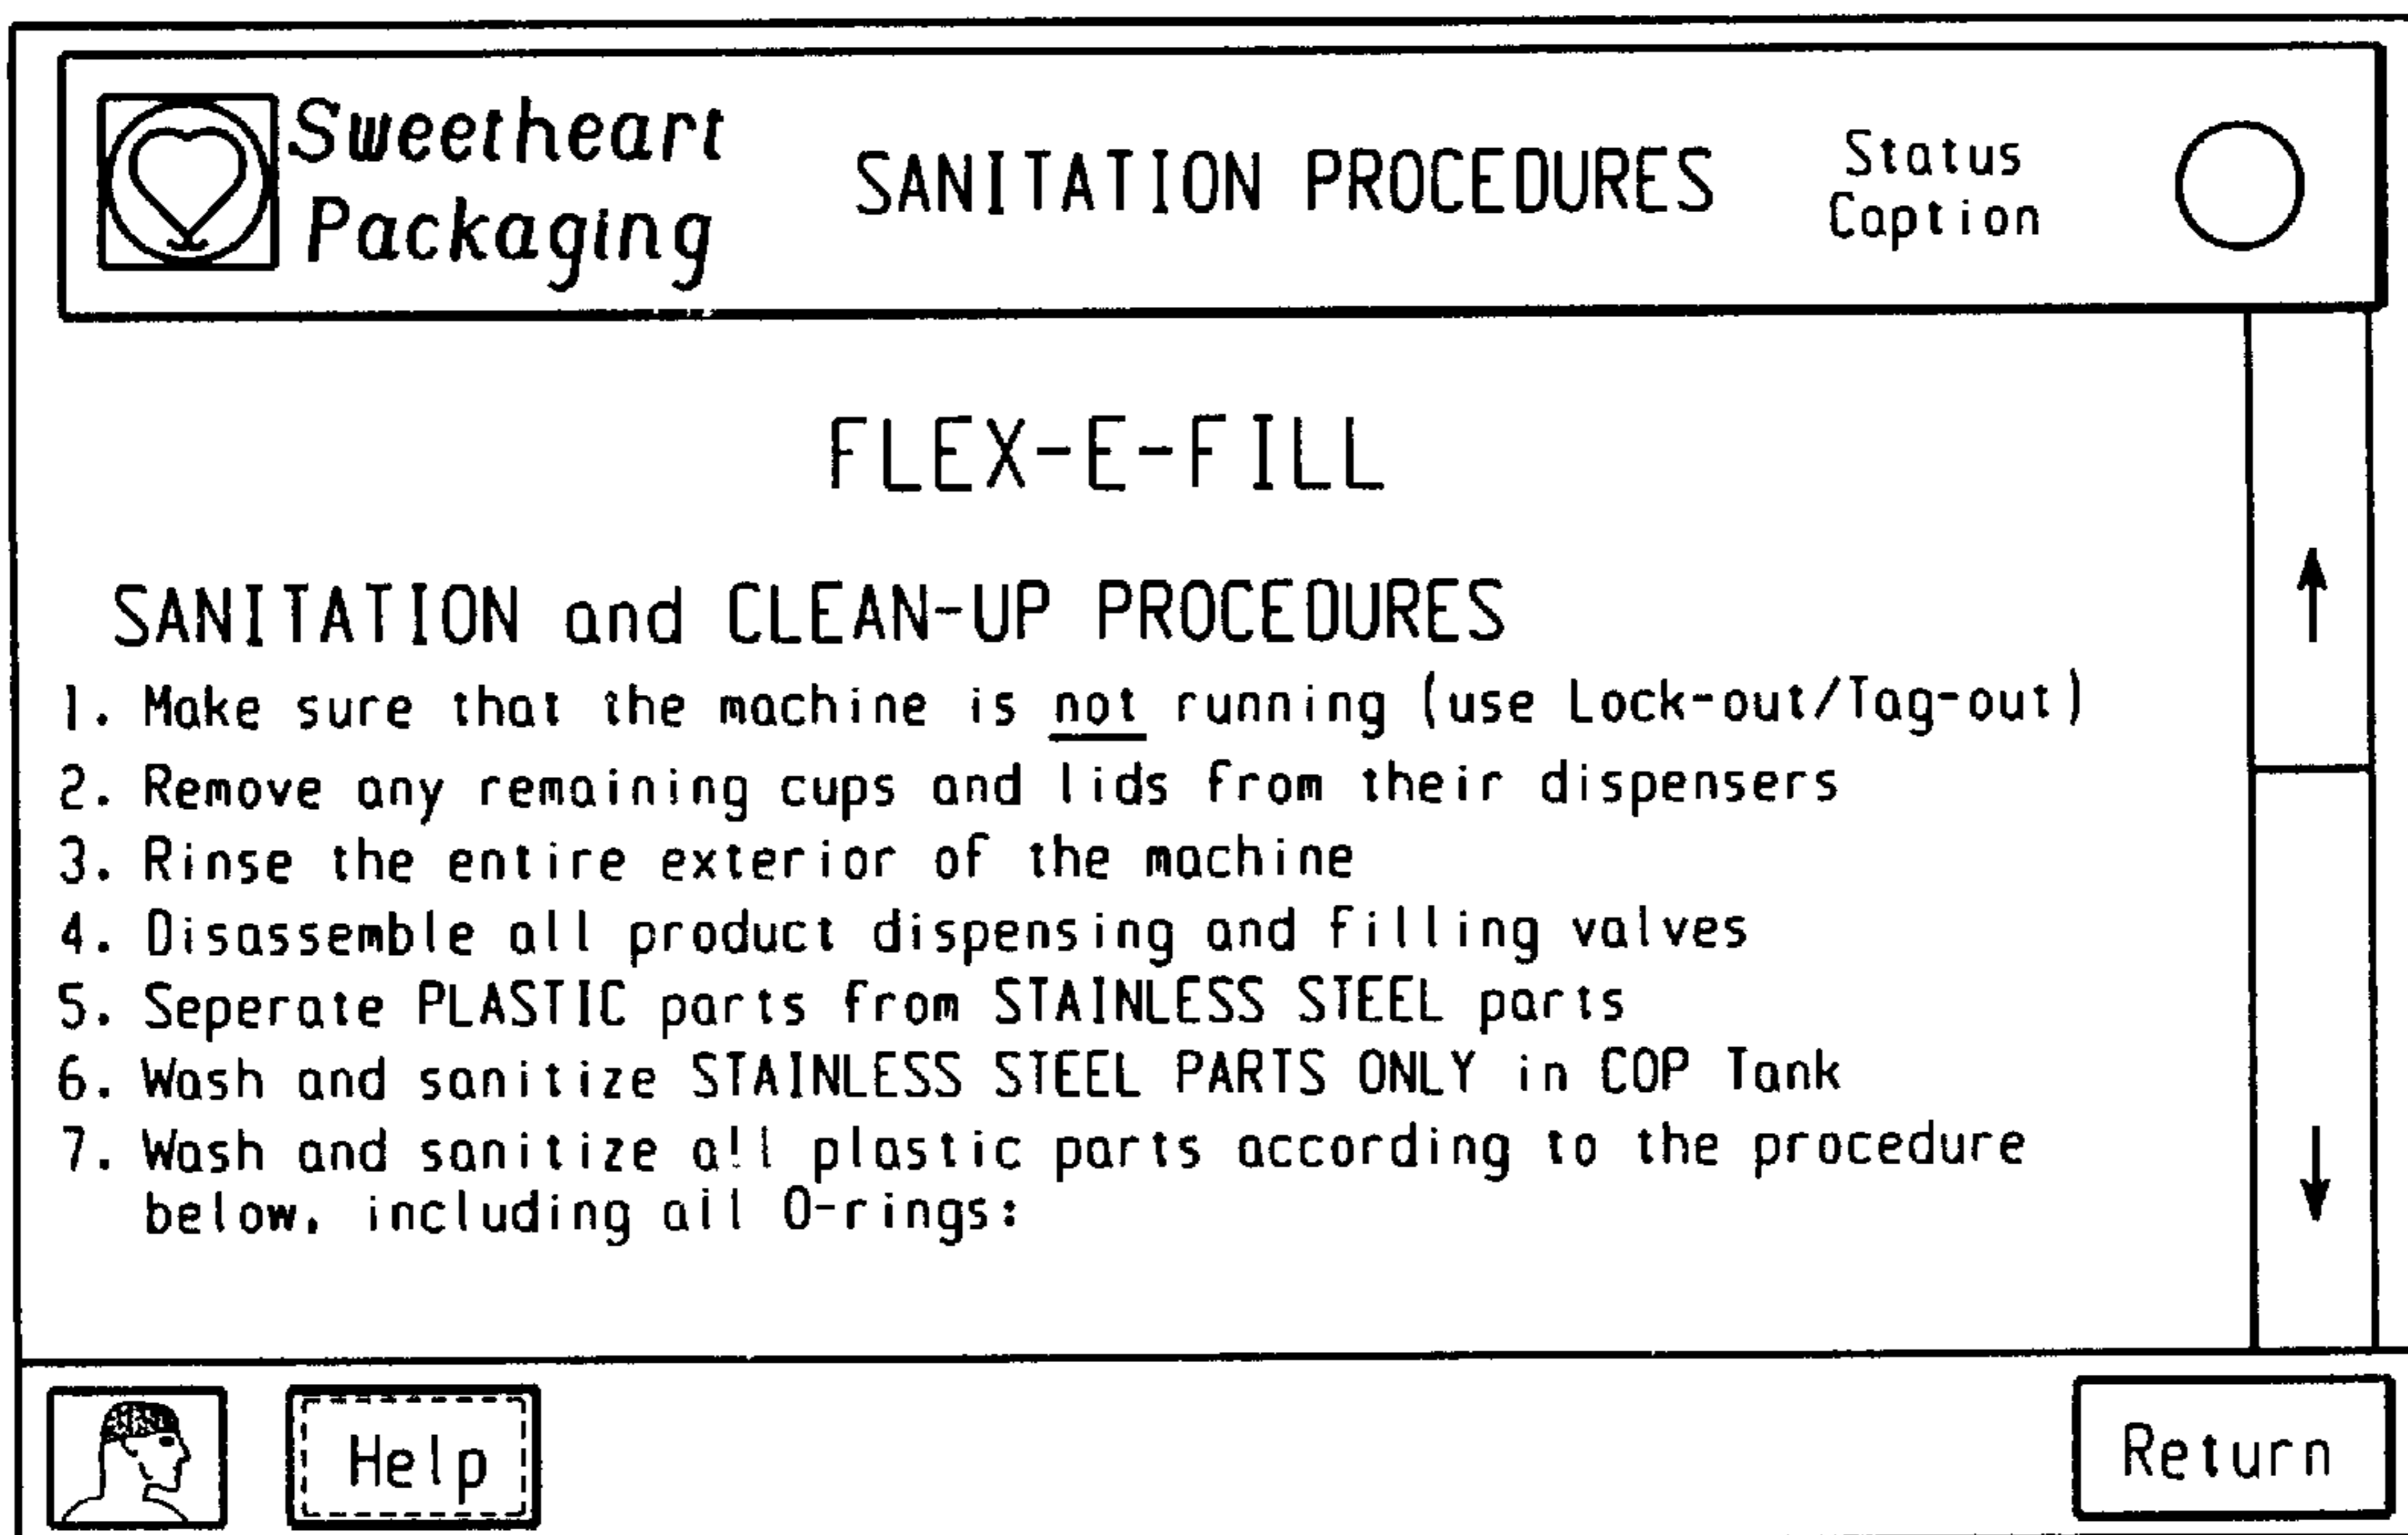 Sweetheart
Packaging
SANITATION PROCEDURES
Status
Caption
FLEX-E-FILL
SANITATION and CLEAN-UP PROCEDURES
1. Make sure that the machine is not running (use Lock-out/Tag-out)
2. Remove any remaining cups and lids from their dispensers
3. Rinse the entire exterior of the machine
4. Disassemble all product dispensing and filling valves
5. Seperate PLASTIC parts from STAINLESS STEEL parts
6. Wash and sanitize STAINLESS STEEL PARTS ONLY in COP Tank
7. Wash and sanitize all plastic parts according to the procedure
below, including all O-rings:
Help
Return